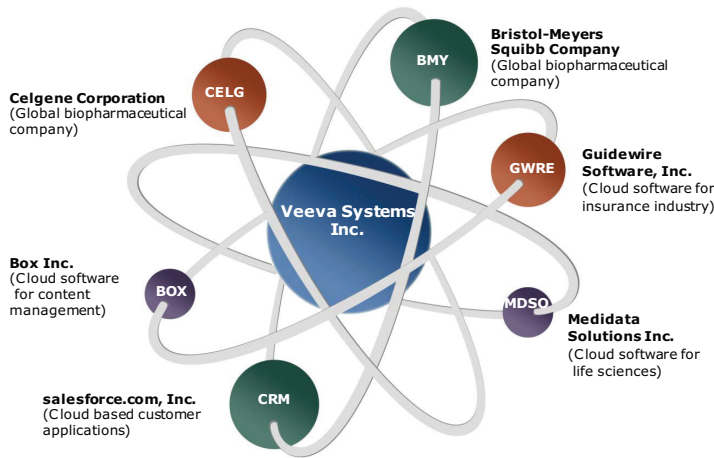 Bristol-Meyers
Squibb Company
(Global biopharmaceutical
company)
BMY
CELG
Celgene Corporation
(Global biopharmaceutical
company)
GWRE
Guidewire
Software, Inc.
(Cloud software for
insurance industry)
Veeva Systems
Inc.
Box Inc.
(Cloud software
for content
management)
BOX
MDSO
Medidata
Solutions Inc.
(Cloud software for
life sciences)
salesforce.com, Inc.
(Cloud based customer
applications)
CRM